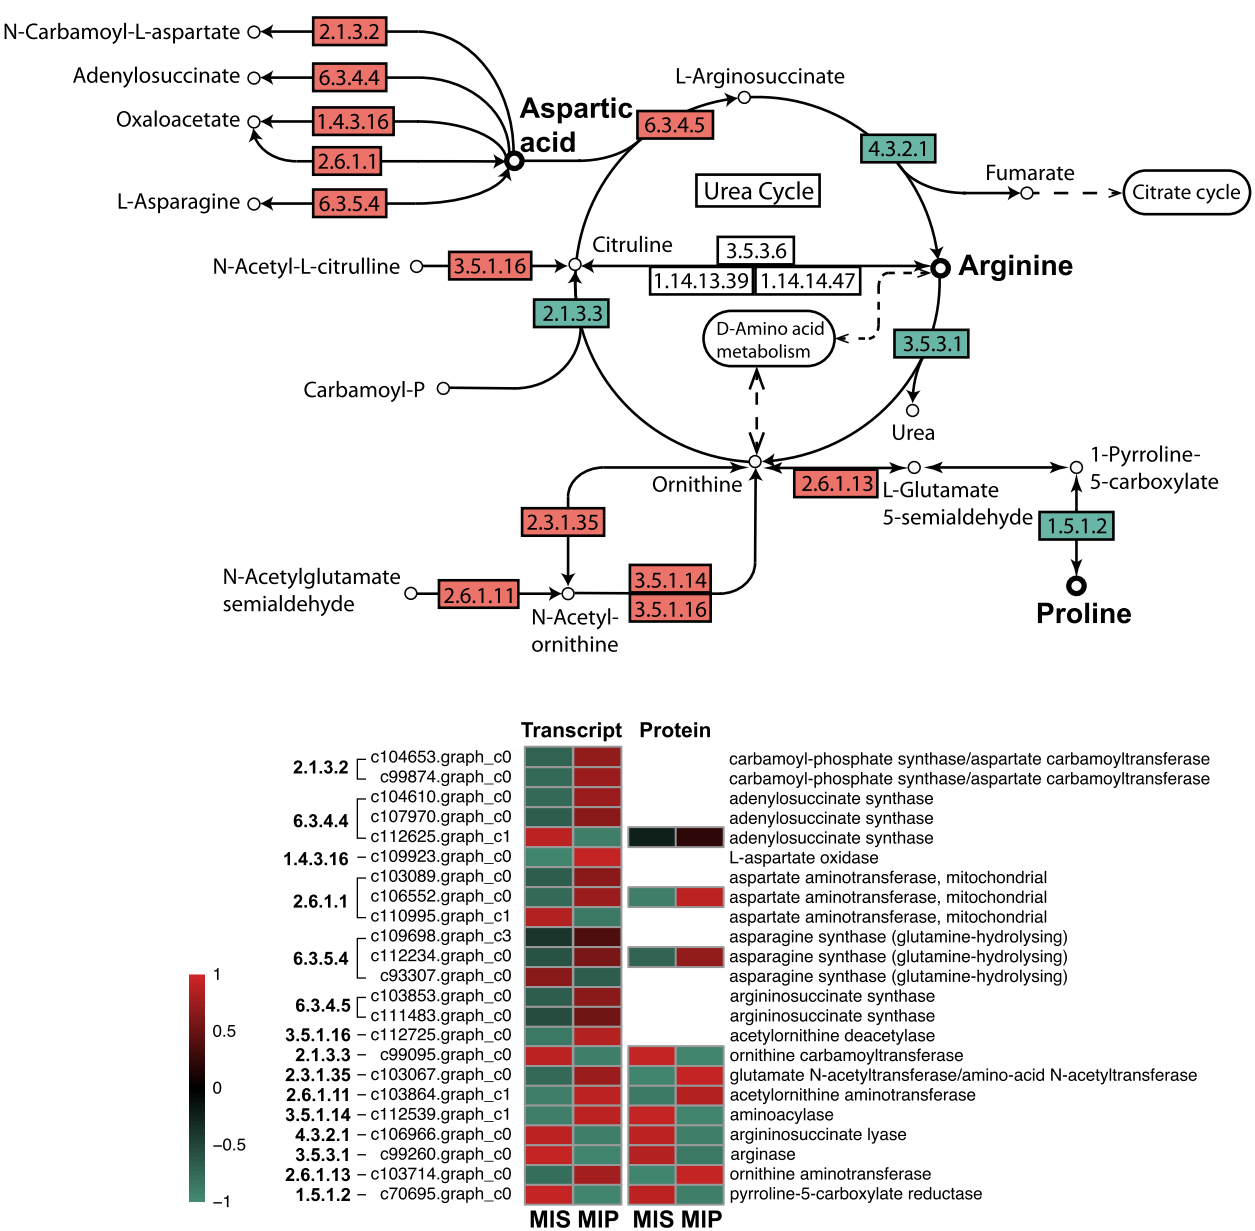 N-Carbamoyl-L-aspartate
2.1.3.2
Adenylosuccinate
6.3.4.4
L-Arginosuccinate
Aspartic
acid
Oxaloacetate
1.4.3.16
6.3.4.5
2.6.1.1
4.3.2.1
Fumarate
Citrate cycle
L-Asparagine
6.3.5.4
Urea Cycle
Citruline
3.5.3.6
N-Acetyl-L-citrulline
3.5.1.16
1.14.13.39
1.14.14.47
Arginine
2.1.3.3
D-Amino acid
metabolism
3.5.3.1
Carbamoyl-P
Urea
Ornithine
2.6.1.13
L-Glutamate
5-semialdehyde
1-Pyrroline-
5-carboxylate
2.3.1.35
1.5.1.2
N-Acetylglutamate
semialdehyde
2.6.1.11
3.5.1.14
3.5.1.16
N-Acetyl-
ornithine
Proline
Transcript Protein
2.1.3.2
c104653.graph_c0 carbamoyl-phosphate synthase/aspartate carbamoyltransferase
c99874.graph_c0 carbamoyl-phosphate synthase/aspartate carbamoyltransferase
6.3.4.4
c104610.graph_c0 adenylosuccinate synthase
c107970.graph_c0 adenylosuccinate synthase
c112625.graph_c1 adenylosuccinate synthase
1.4.3.16 – c109923.graph_c0 L-aspartate oxidase
2.6.1.1
c103089.graph_c0 aspartate aminotransferase, mitochondrial
c106552.graph_c0 aspartate aminotransferase, mitochondrial
c110995.graph_c1 aspartate aminotransferase, mitochondrial
6.3.5.4
c109698.graph_c3 asparagine synthase (glutamine-hydrolysing)
c112234.graph_c0 asparagine synthase (glutamine-hydrolysing)
c93307.graph_c0 asparagine synthase (glutamine-hydrolysing)
6.3.4.5
c103853.graph_c0 argininosuccinate synthase
c111483.graph_c0 argininosuccinate synthase
3.5.1.16 – c112725.graph_c0 acetylornithine deacetylase
2.1.3.3 – c99095.graph_c0 ornithine carbamoyltransferase
2.3.1.35 – c103067.graph_c0 glutamate N-acetyltransferase/amino-acid N-acetyltransferase
2.6.1.11 – c103864.graph_c1 acetylornithine aminotransferase
3.5.1.14 – c112539.graph_c1 aminoacylase
4.3.2.1 – c106966.graph_c0 argininosuccinate lyase
3.5.3.1 – c99260.graph_c0 arginase
2.6.1.13 – c103714.graph_c0 ornithine aminotransferase
1.5.1.2 – c70695.graph_c0 pyrroline-5-carboxylate reductase
MIS MIP MIS MIP
1
0.5
0
−0.5
−1